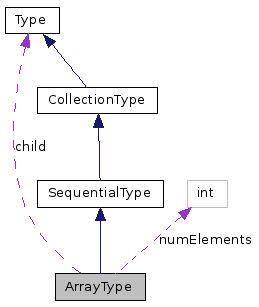 Type
CollectionType
child
SequentialType
int
numElements
ArrayType